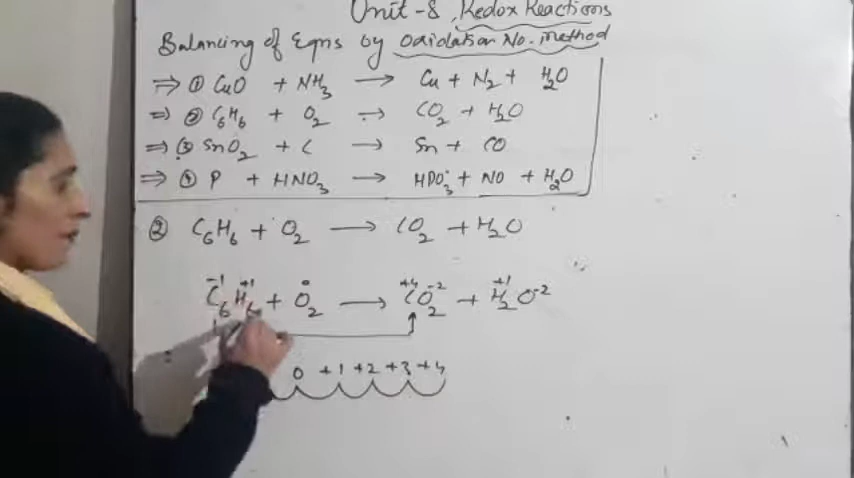 Unit-8, Redox Reactions
Balancing of Eqns by Oxidation No. method
⇒ ① CuO + NH₃ → Cu + N₂ + H₂O
⇒ ② C₆H₆ + O₂ → CO₂ + H₂O
⇒ ③ SnO₂ + C → Sn + CO
⇒ ④ P + HNO₃ → HPO₃ + NO + H₂O
② C₆H₆ + O₂ → CO₂ + H₂O
-1 +1 0 +4 -2 +1 -2
C₆H₆ + O₂ → CO₂ + H₂O
0 +1 +2 +3 +4